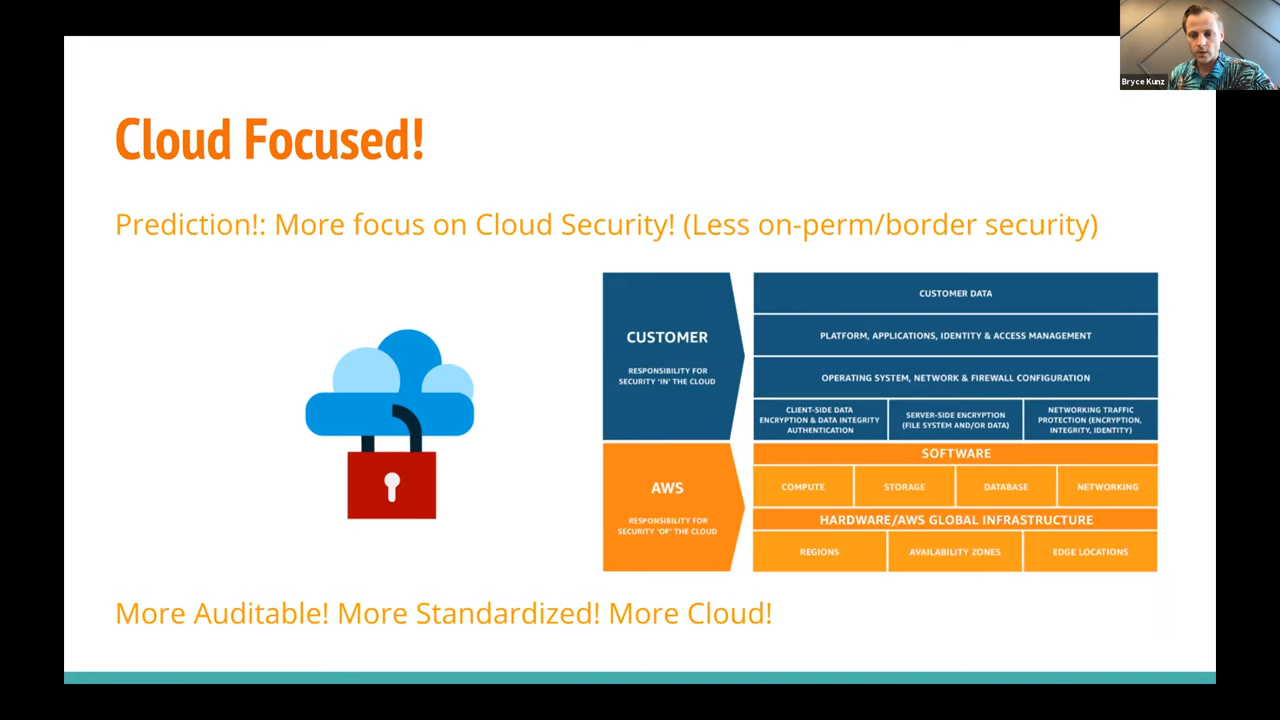 Bryce Kunz
Cloud Focused!
Prediction!: More focus on Cloud Security! (Less on-perm/border security)
CUSTOMER
RESPONSIBILITY FOR
SECURITY 'IN' THE CLOUD
CUSTOMER DATA
PLATFORM, APPLICATIONS, IDENTITY & ACCESS MANAGEMENT
OPERATING SYSTEM, NETWORK & FIREWALL CONFIGURATION
CLIENT-SIDE DATA
ENCRYPTION & DATA INTEGRITY
AUTHENTICATION
SERVER-SIDE ENCRYPTION
(FILE SYSTEM AND/OR DATA)
NETWORKING TRAFFIC
PROTECTION (ENCRYPTION,
INTEGRITY, IDENTITY)
AWS
RESPONSIBILITY FOR
SECURITY 'OF' THE CLOUD
SOFTWARE
COMPUTE
STORAGE
DATABASE
NETWORKING
HARDWARE/AWS GLOBAL INFRASTRUCTURE
REGIONS
AVAILABILITY ZONES
EDGE LOCATIONS
More Auditable! More Standardized! More Cloud!